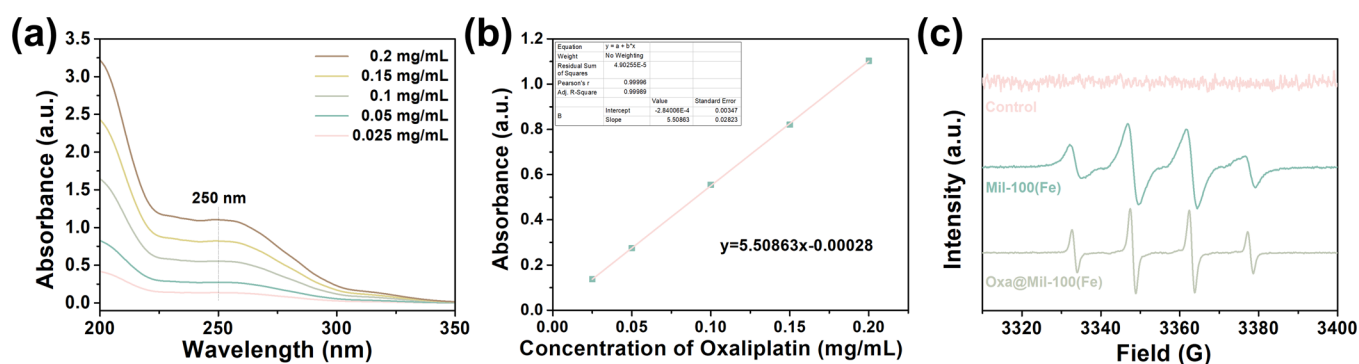 (a)
3.5
3.0
2.5
2.0
1.5
1.0
0.5
0.0
Absorbance (a.u.)
0.2 mg/mL
0.15 mg/mL
0.1 mg/mL
0.05 mg/mL
0.025 mg/mL
250 nm
200 250 300 350
Wavelength (nm)
(b)
1.2
1.0
0.8
0.6
0.4
0.2
0.0
Absorbance (a.u.)
Equation y = a + b*x
Weight No Weighting
Residual Sum of Squares 4.90255E-5
Pearson's r 0.99996
Adj. R-Square 0.99989
Value Standard Error
B Intercept -2.84006E-4 0.00347
Slope 5.50863 0.02823
y=5.50863x-0.00028
0.00 0.05 0.10 0.15 0.20
Concentration of Oxaliplatin (mg/mL)
(c)
Intensity (a.u.)
Control
Mil-100(Fe)
Oxa@Mil-100(Fe)
3320 3340 3360 3380 3400
Field (G)